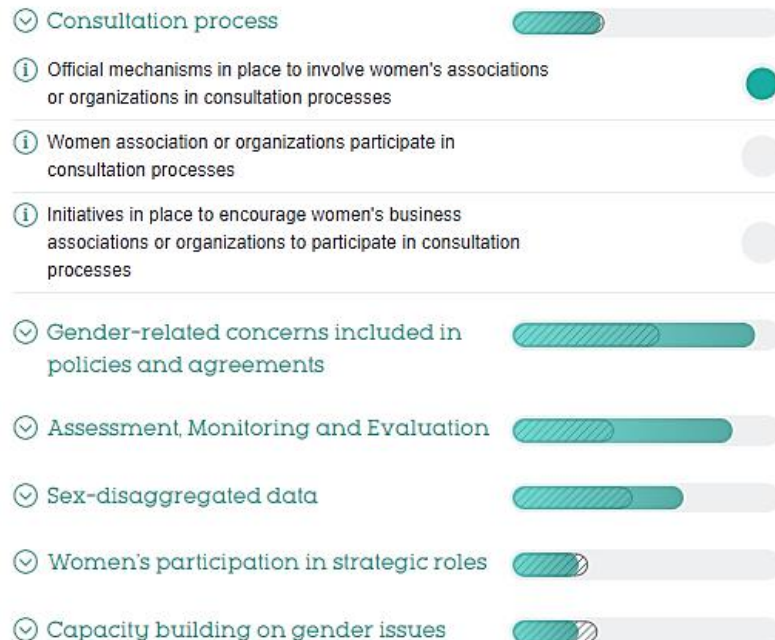 Consultation process
Official mechanisms in place to involve women's associations
or organizations in consultation processes
Women association or organizations participate in
consultation processes
Initiatives in place to encourage women's business
associations or organizations to participate in consultation
processes
Gender-related concerns included in
policies and agreements
Assessment, Monitoring and Evaluation
Sex-disaggregated data
Women's participation in strategic roles
Capacity building on gender issues